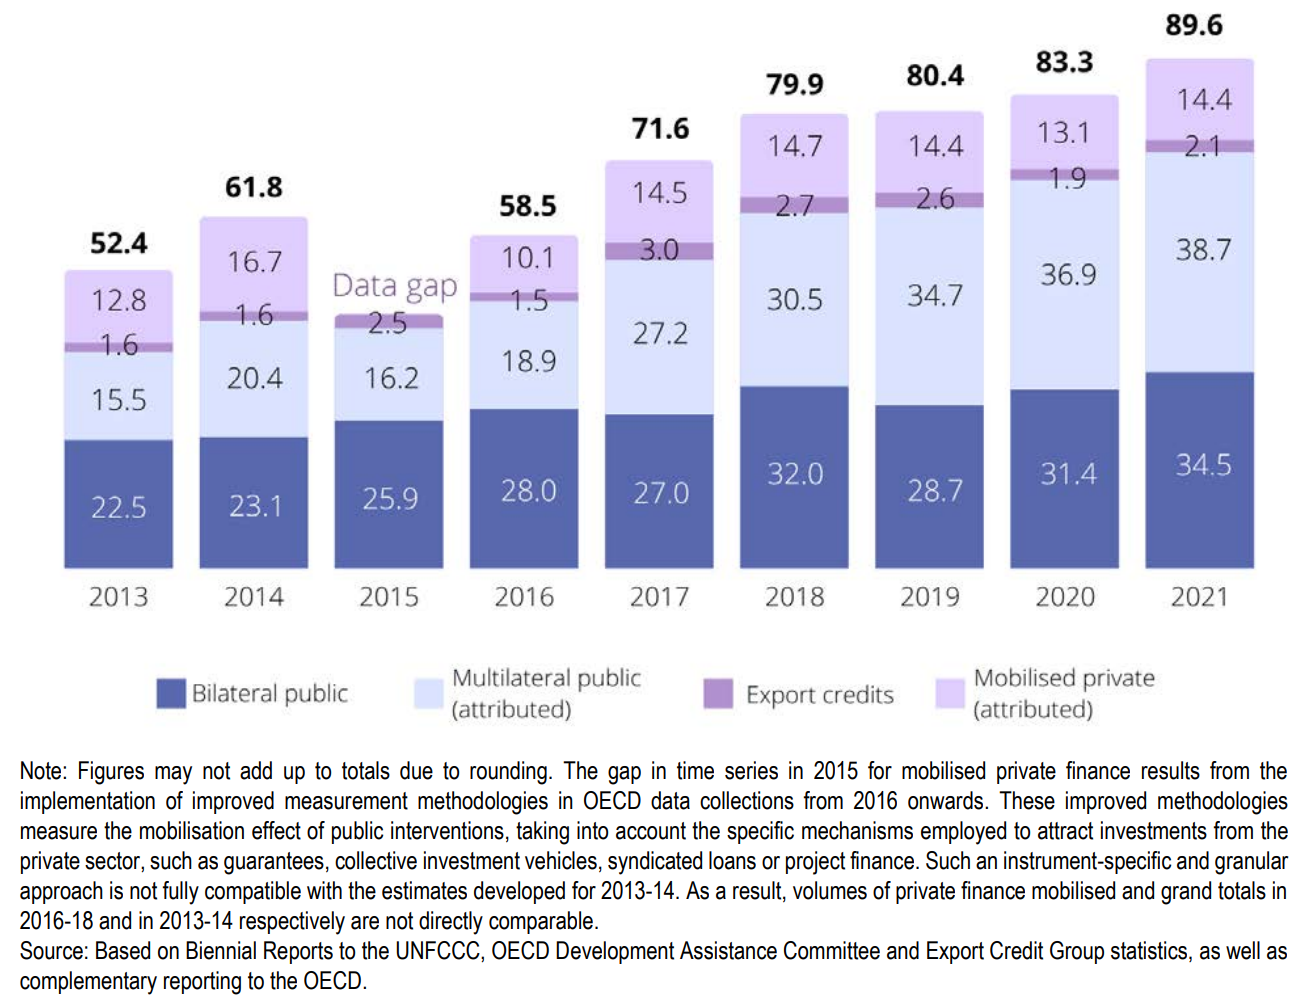 89.6
83.3
80.4
79.9
71.6
61.8
58.5
52.4
Data gap
12.8
1.6
15.5
22.5
16.7
1.6
20.4
23.1
2.5
16.2
25.9
10.1
1.5
18.9
28.0
14.5
3.0
27.2
27.0
14.7
2.7
30.5
32.0
14.4
2.6
34.7
28.7
13.1
1.9
36.9
31.4
14.4
2.1
38.7
34.5
2013 2014 2015 2016 2017 2018 2019 2020 2021
Bilateral public
Multilateral public
(attributed)
Export credits
Mobilised private
(attributed)
Note: Figures may not add up to totals due to rounding. The gap in time series in 2015 for mobilised private finance results from the
implementation of improved measurement methodologies in OECD data collections from 2016 onwards. These improved methodologies
measure the mobilisation effect of public interventions, taking into account the specific mechanisms employed to attract investments from the
private sector, such as guarantees, collective investment vehicles, syndicated loans or project finance. Such an instrument-specific and granular
approach is not fully compatible with the estimates developed for 2013-14. As a result, volumes of private finance mobilised and grand totals in
2016-18 and in 2013-14 respectively are not directly comparable.
Source: Based on Biennial Reports to the UNFCCC, OECD Development Assistance Committee and Export Credit Group statistics, as well as
complementary reporting to the OECD.